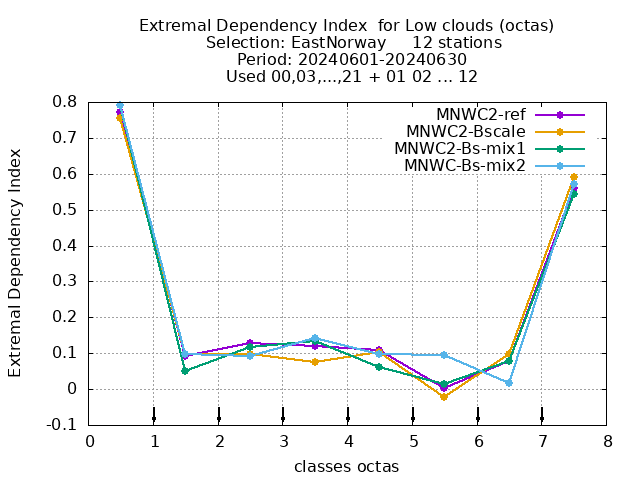 Extremal Dependency Index  for Low clouds (octas)
Selection: EastNorway     12 stations
Period: 20240601-20240630
Used 00,03,...,21 + 01 02 ... 12
MNWC2-ref
MNWC2-Bscale
MNWC2-Bs-mix1
MNWC-Bs-mix2
Extremal Dependency Index
0.8
0.7
0.6
0.5
0.4
0.3
0.2
0.1
0
-0.1
0 1 2 3 4 5 6 7 8
classes octas